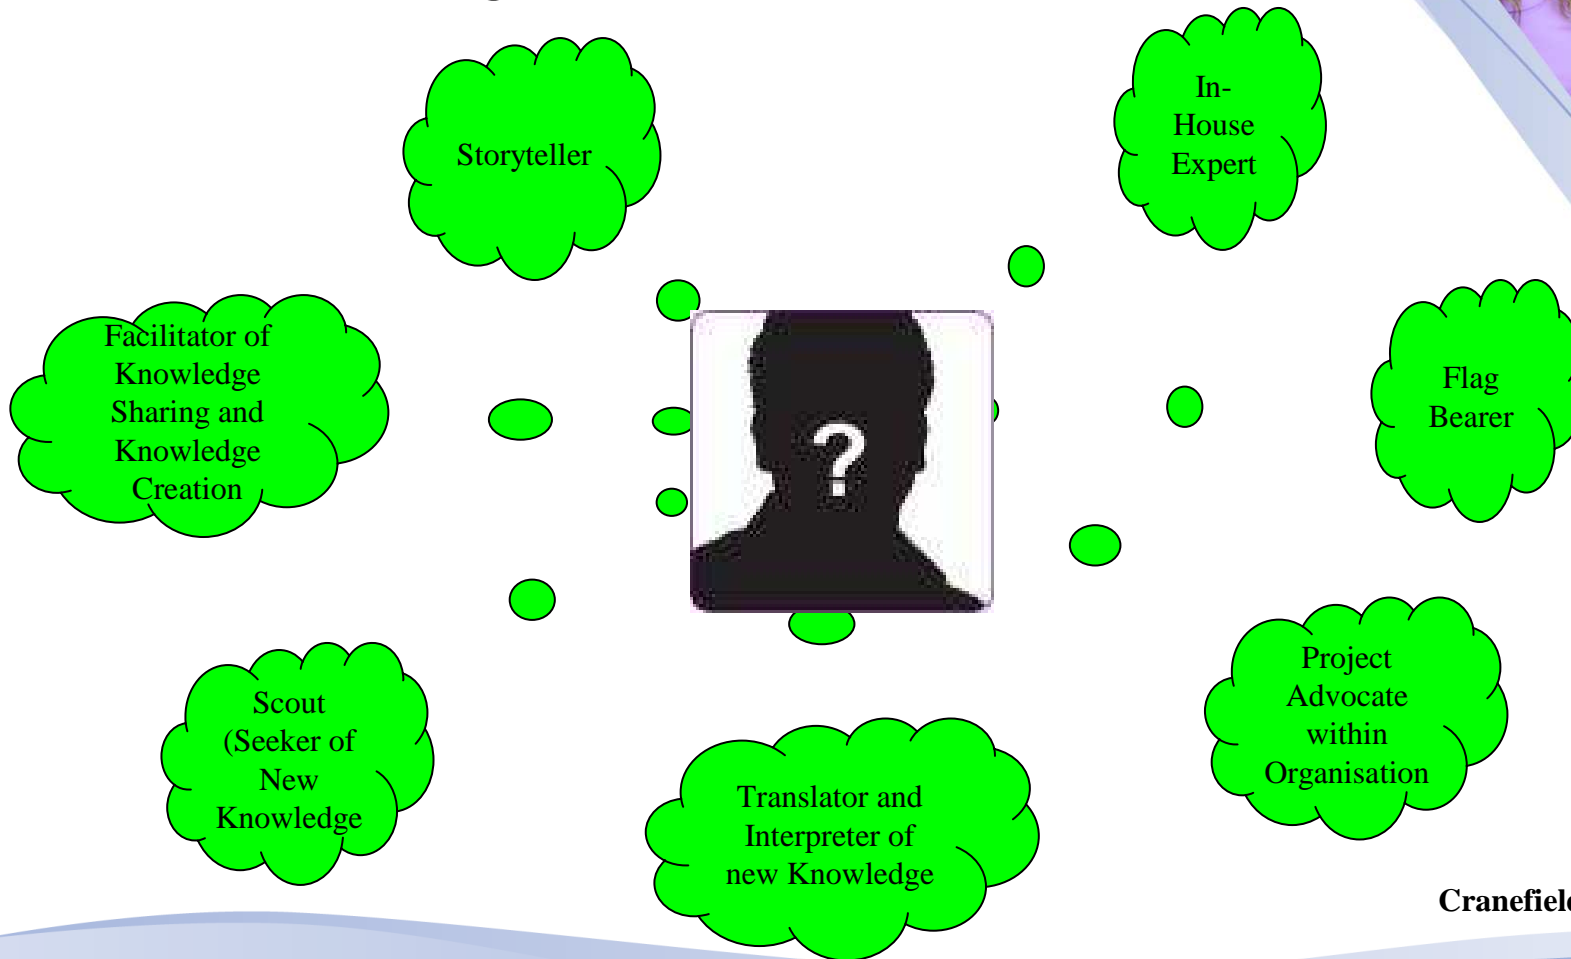 Storyteller
In-
House
Expert
Facilitator of
Knowledge
Sharing and
Knowledge
Creation
?
Flag
Bearer
Scout
(Seeker of
New
Knowledge
Translator and
Interpreter of
new Knowledge
Project
Advocate
within
Organisation